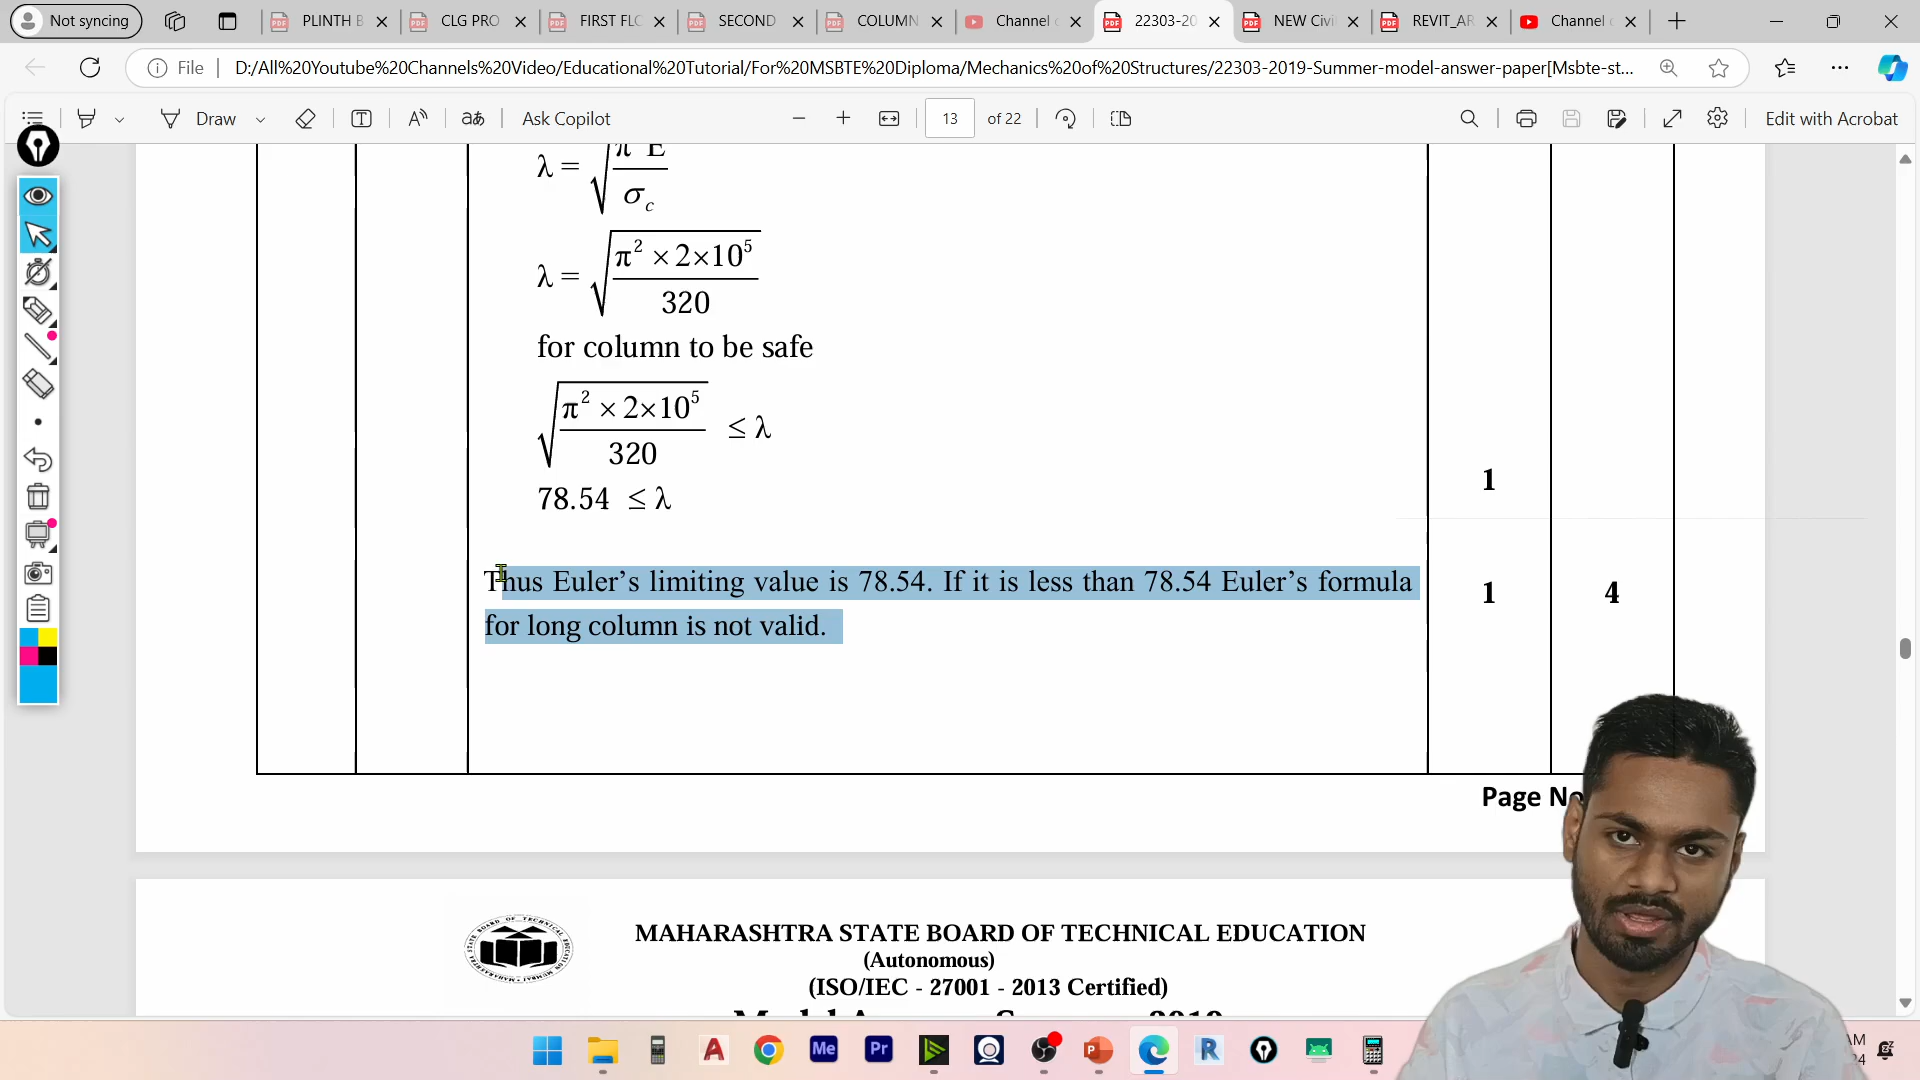 Not syncing
PLINTH B
CLG PRO
FIRST FLO
SECOND
COLUMN
Channel c
22303-20
NEW Civi
REVIT_AR
Channel c
File
D:/All%20Youtube%20Channels%20Video/Educational%20Tutorial/For%20MSBTE%20Diploma/Mechanics%20of%20Structures/22303-2019-Summer-model-answer-paper[Msbte-st...
Draw
Ask Copilot
13 of 22
Edit with Acrobat
λ = √(π² E / σc)
λ = √(π² × 2×10⁵ / 320)
for column to be safe
√(π² × 2×10⁵ / 320) ≤ λ
78.54 ≤ λ
1
Thus Euler’s limiting value is 78.54. If it is less than 78.54 Euler’s formula
for long column is not valid.
1
4
Page No
MAHARASHTRA STATE BOARD OF TECHNICAL EDUCATION
(Autonomous)
(ISO/IEC - 27001 - 2013 Certified)